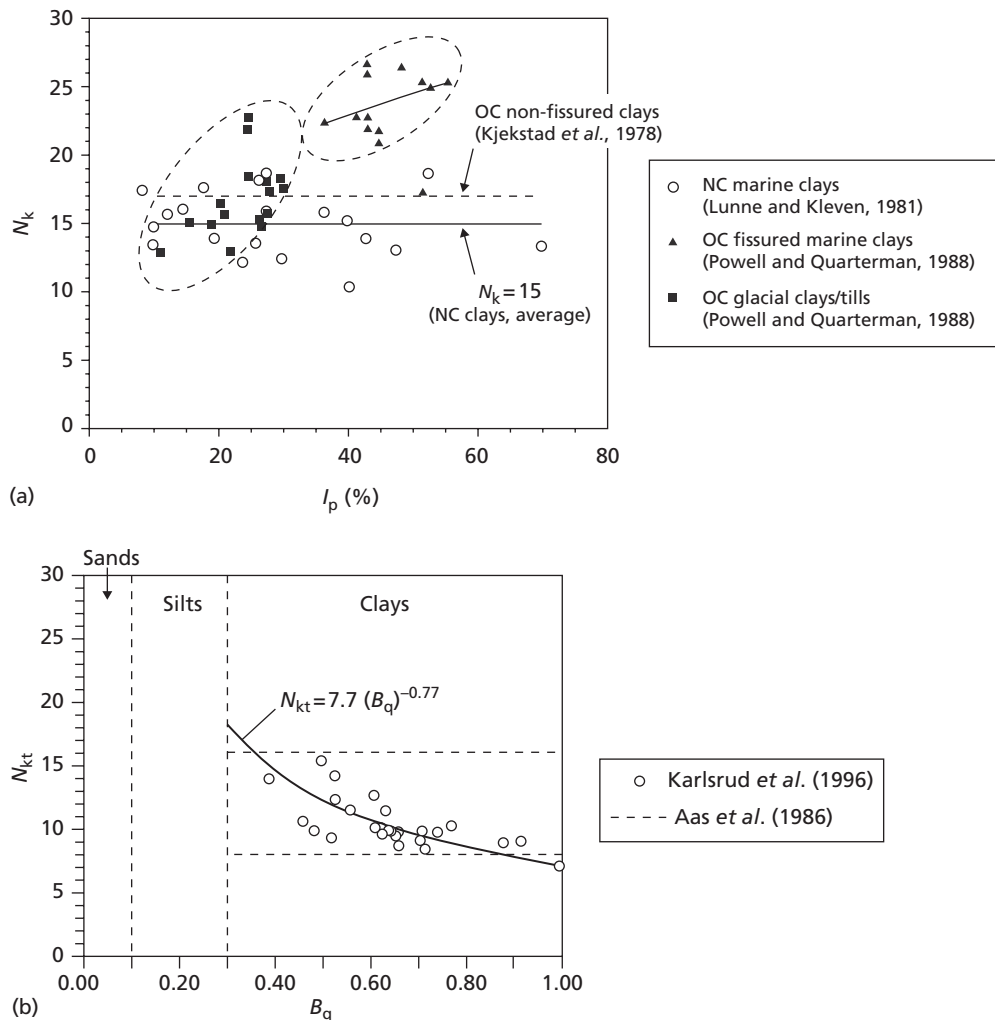 30
25
20
15
10
5
0
N_k
0
20
40
60
80
I_p (%)
(a)
OC non-fissured clays
(Kjekstad et al., 1978)
N_k = 15
(NC clays, average)
NC marine clays
(Lunne and Kleven, 1981)
OC fissured marine clays
(Powell and Quarterman, 1988)
OC glacial clays/tills
(Powell and Quarterman, 1988)
Sands
Silts
Clays
30
25
20
15
10
5
0
N_kt
N_kt = 7.7 (B_q)^–0.77
0.00
0.20
0.40
0.60
0.80
1.00
B_q
(b)
Karlsrud et al. (1996)
Aas et al. (1986)